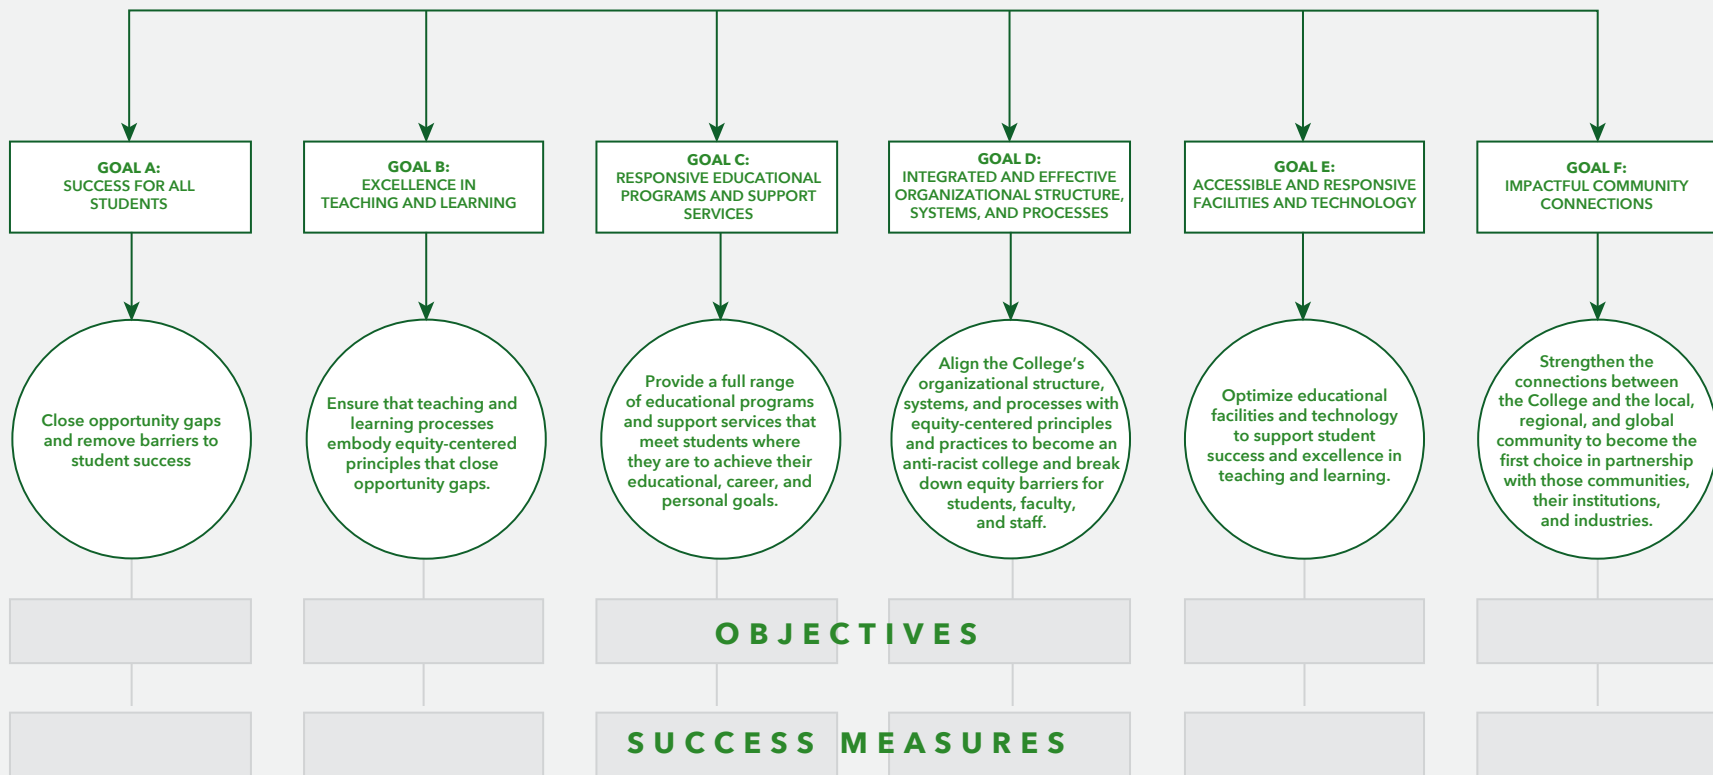 GOAL A:
SUCCESS FOR ALL
STUDENTS
GOAL B:
EXCELLENCE IN
TEACHING AND LEARNING
GOAL C:
RESPONSIVE EDUCATIONAL
PROGRAMS AND SUPPORT
SERVICES
GOAL D:
INTEGRATED AND EFFECTIVE
ORGANIZATIONAL STRUCTURE,
SYSTEMS, AND PROCESSES
GOAL E:
ACCESSIBLE AND RESPONSIVE
FACILITIES AND TECHNOLOGY
GOAL F:
IMPACTFUL COMMUNITY
CONNECTIONS
Close opportunity gaps
and remove barriers to
student success
Ensure that teaching and
learning processes
embody equity-centered
principles that close
opportunity gaps.
Provide a full range
of educational programs
and support services that
meet students where
they are to achieve their
educational, career, and
personal goals.
Align the College’s
organizational structure,
systems, and processes with
equity-centered principles
and practices to become an
anti-racist college and break
down equity barriers for
students, faculty,
and staff.
Optimize educational
facilities and technology
to support student
success and excellence in
teaching and learning.
Strengthen the
connections between
the College and the local,
regional, and global
community to become the
first choice in partnership
with those communities,
their institutions,
and industries.
OBJECTIVES
SUCCESS MEASURES